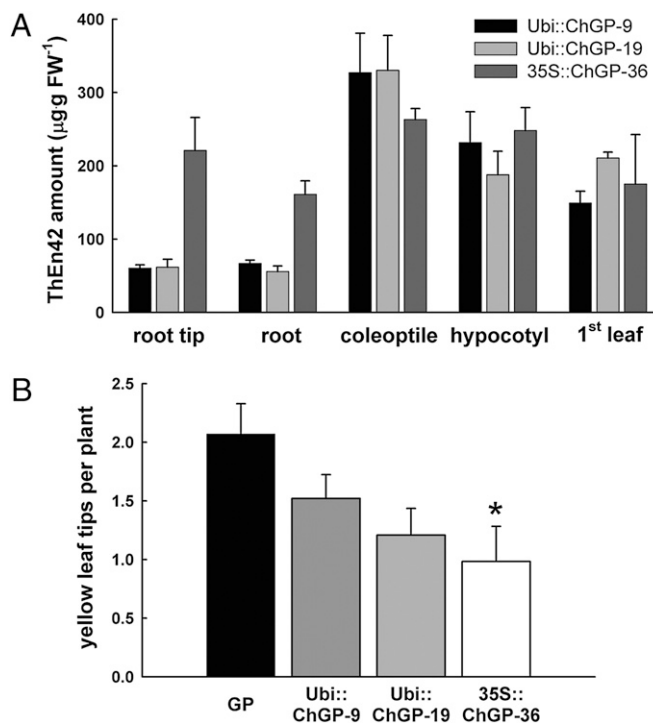 A
ThEn42 amount (µg·g FW⁻¹)
400
300
200
100
0
Ubi::ChGP-9
Ubi::ChGP-19
35S::ChGP-36
root tip
root
coleoptile
hypocotyl
1st leaf
B
yellow leaf tips per plant
2.5
2.0
1.5
1.0
0.5
0.0
*
GP
Ubi::
ChGP-9
Ubi::
ChGP-19
35S::
ChGP-36